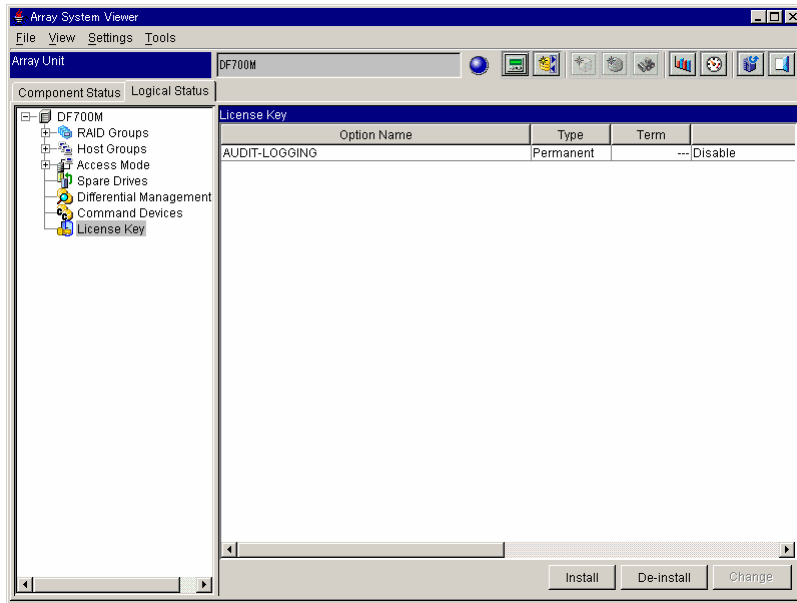 Array System Viewer
File View Settings Tools
Array Unit
DF700M
Component Status
Logical Status
DF700M
RAID Groups
Host Groups
Access Mode
Spare Drives
Differential Management
Command Devices
License Key
License Key
Option Name Type Term
AUDIT-LOGGING Permanent --- Disable
Install De-install Change